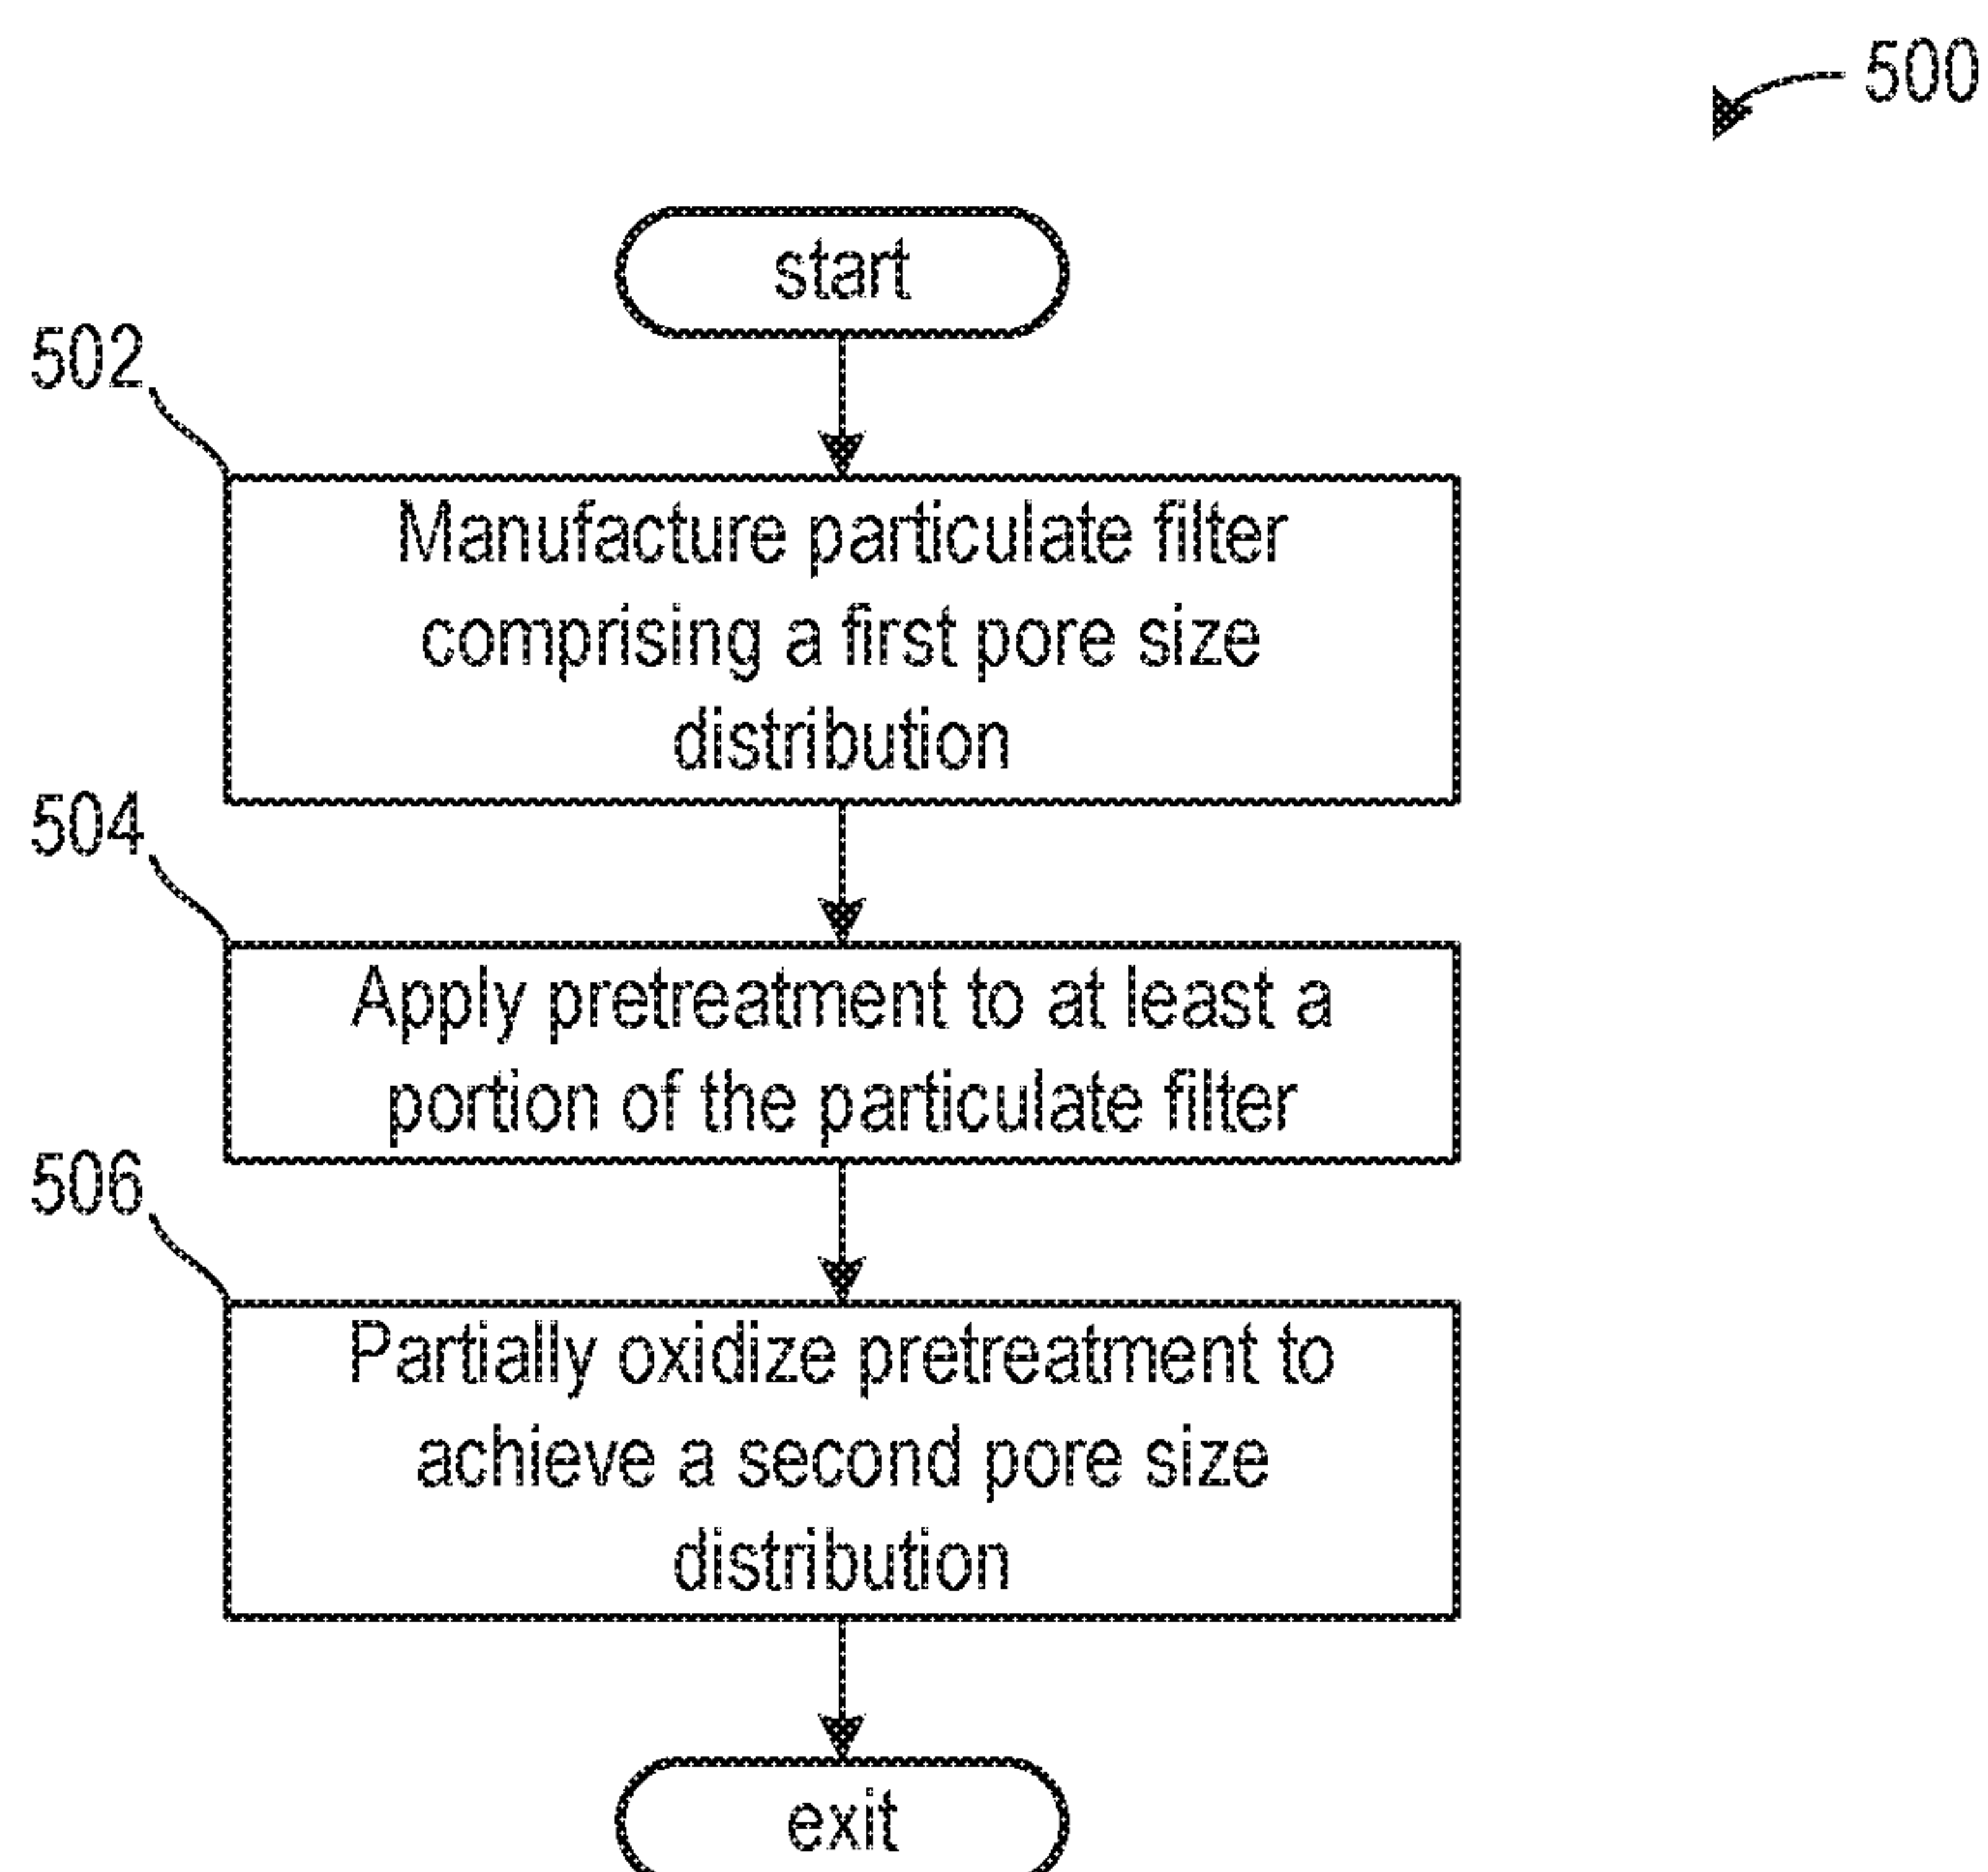 500
start
502
Manufacture particulate filter
comprising a first pore size
distribution
504
Apply pretreatment to at least a
portion of the particulate filter
506
Partially oxidize pretreatment to
achieve a second pore size
distribution
exit